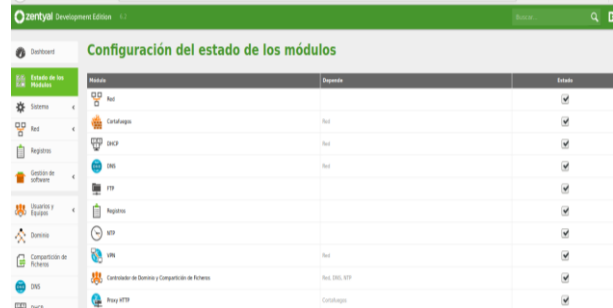 zentyal Development Edition
Buscar...
Dashboard
Configuración del estado de los módulos
Estado de los
Módulos
Módulo Depende Estado
Red
Sistema
Cortafuegos Red
Red
DHCP Red
Registros
DNS Red
Gestión de
software
FTP
Registros
Usuarios y
Equipos
NTP
Dominio
VPN Red
Compartición de
Ficheros
Controlador de Dominio y Compartición de Ficheros Red, DNS, NTP
DNS
Proxy HTTP Cortafuegos
DHCP